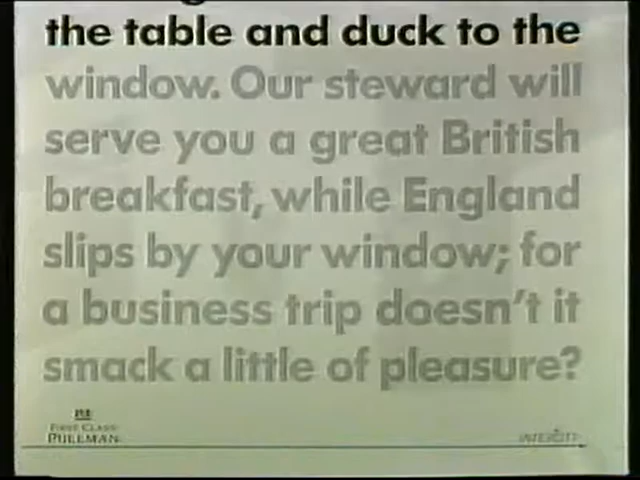 the table and duck to the
window. Our steward will
serve you a great British
breakfast, while England
slips by your window; for
a business trip doesn't it
smack a little of pleasure?
FIRST CLASS
PULLMAN
INTERCITY